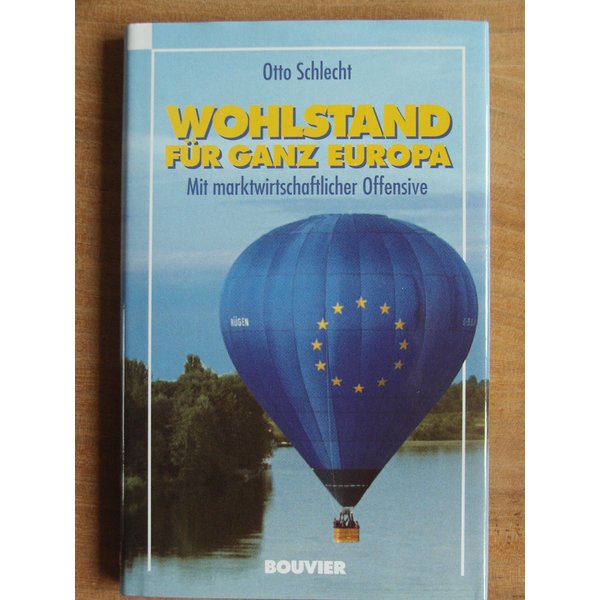 Otto Schlecht
WOHLSTAND
FÜR GANZ EUROPA
Mit marktwirtschaftlicher Offensive
RÜGEN
BOUVIER